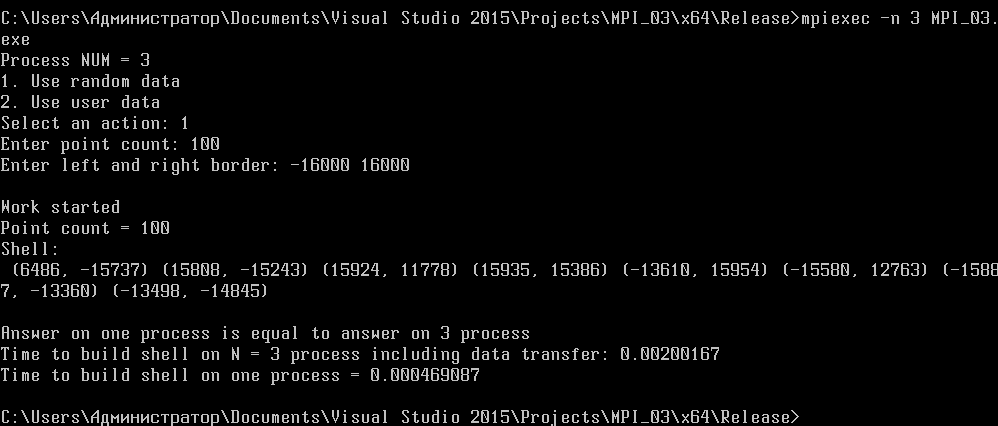 C:\Users\Администратор\Documents\Visual Studio 2015\Projects\MPI_03\x64\Release>mpiexec -n 3 MPI_03.
exe
Process NUM = 3
1. Use random data
2. Use user data
Select an action: 1
Enter point count: 100
Enter left and right border: -16000 16000
Work started
Point count = 100
Shell:
(6486, -15737) (15808, -15243) (15924, 11778) (15935, 15386) (-13610, 15954) (-15580, 12763) (-1588
7, -13360) (-13498, -14845)
Answer on one process is equal to answer on 3 process
Time to build shell on N = 3 process including data transfer: 0.00200167
Time to build shell on one process = 0.000469087
C:\Users\Администратор\Documents\Visual Studio 2015\Projects\MPI_03\x64\Release>